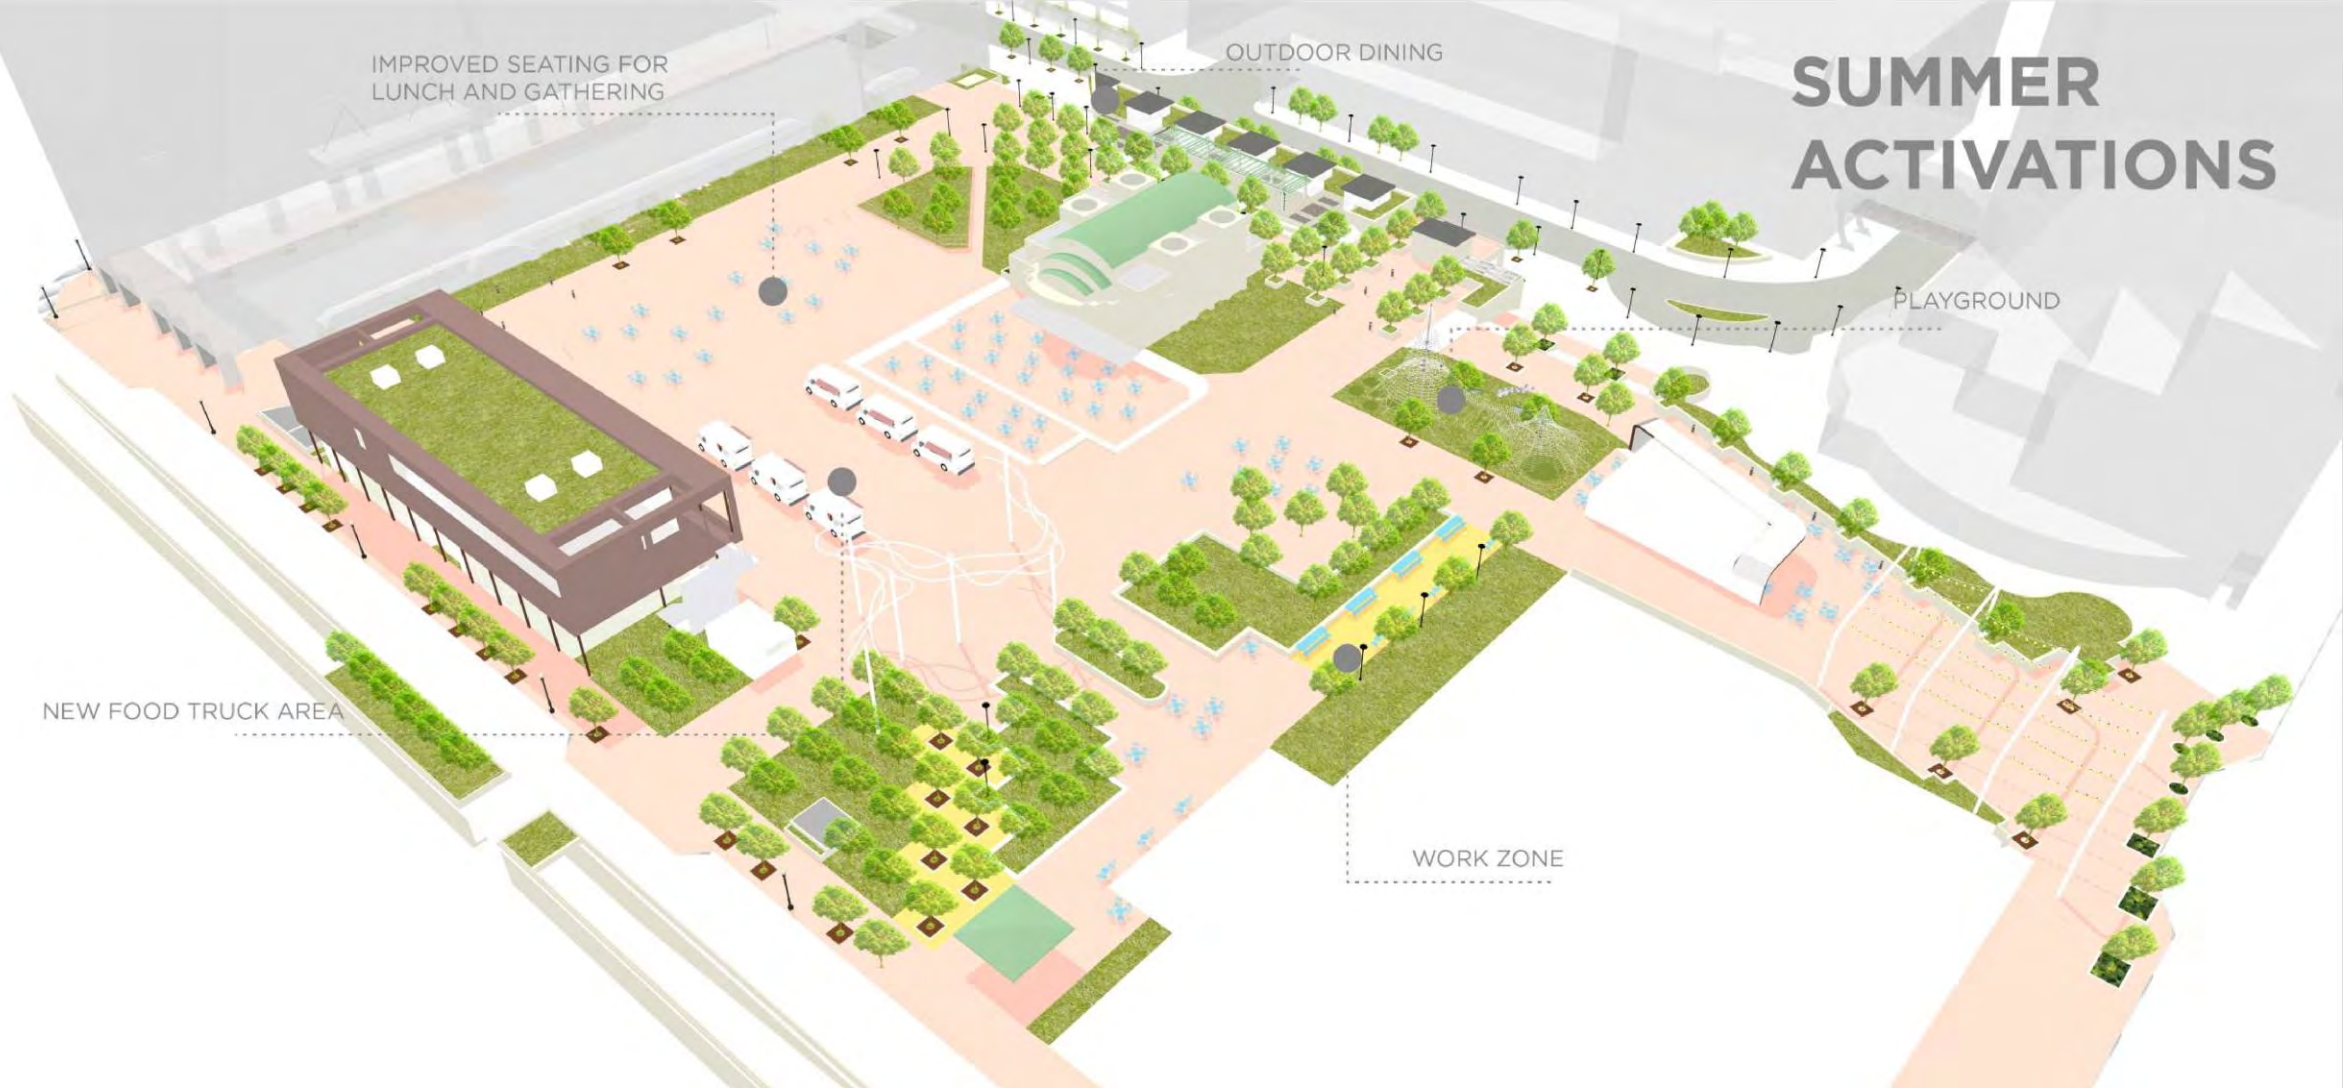 SUMMER
ACTIVATIONS
IMPROVED SEATING FOR
LUNCH AND GATHERING
OUTDOOR DINING
PLAYGROUND
NEW FOOD TRUCK AREA
WORK ZONE